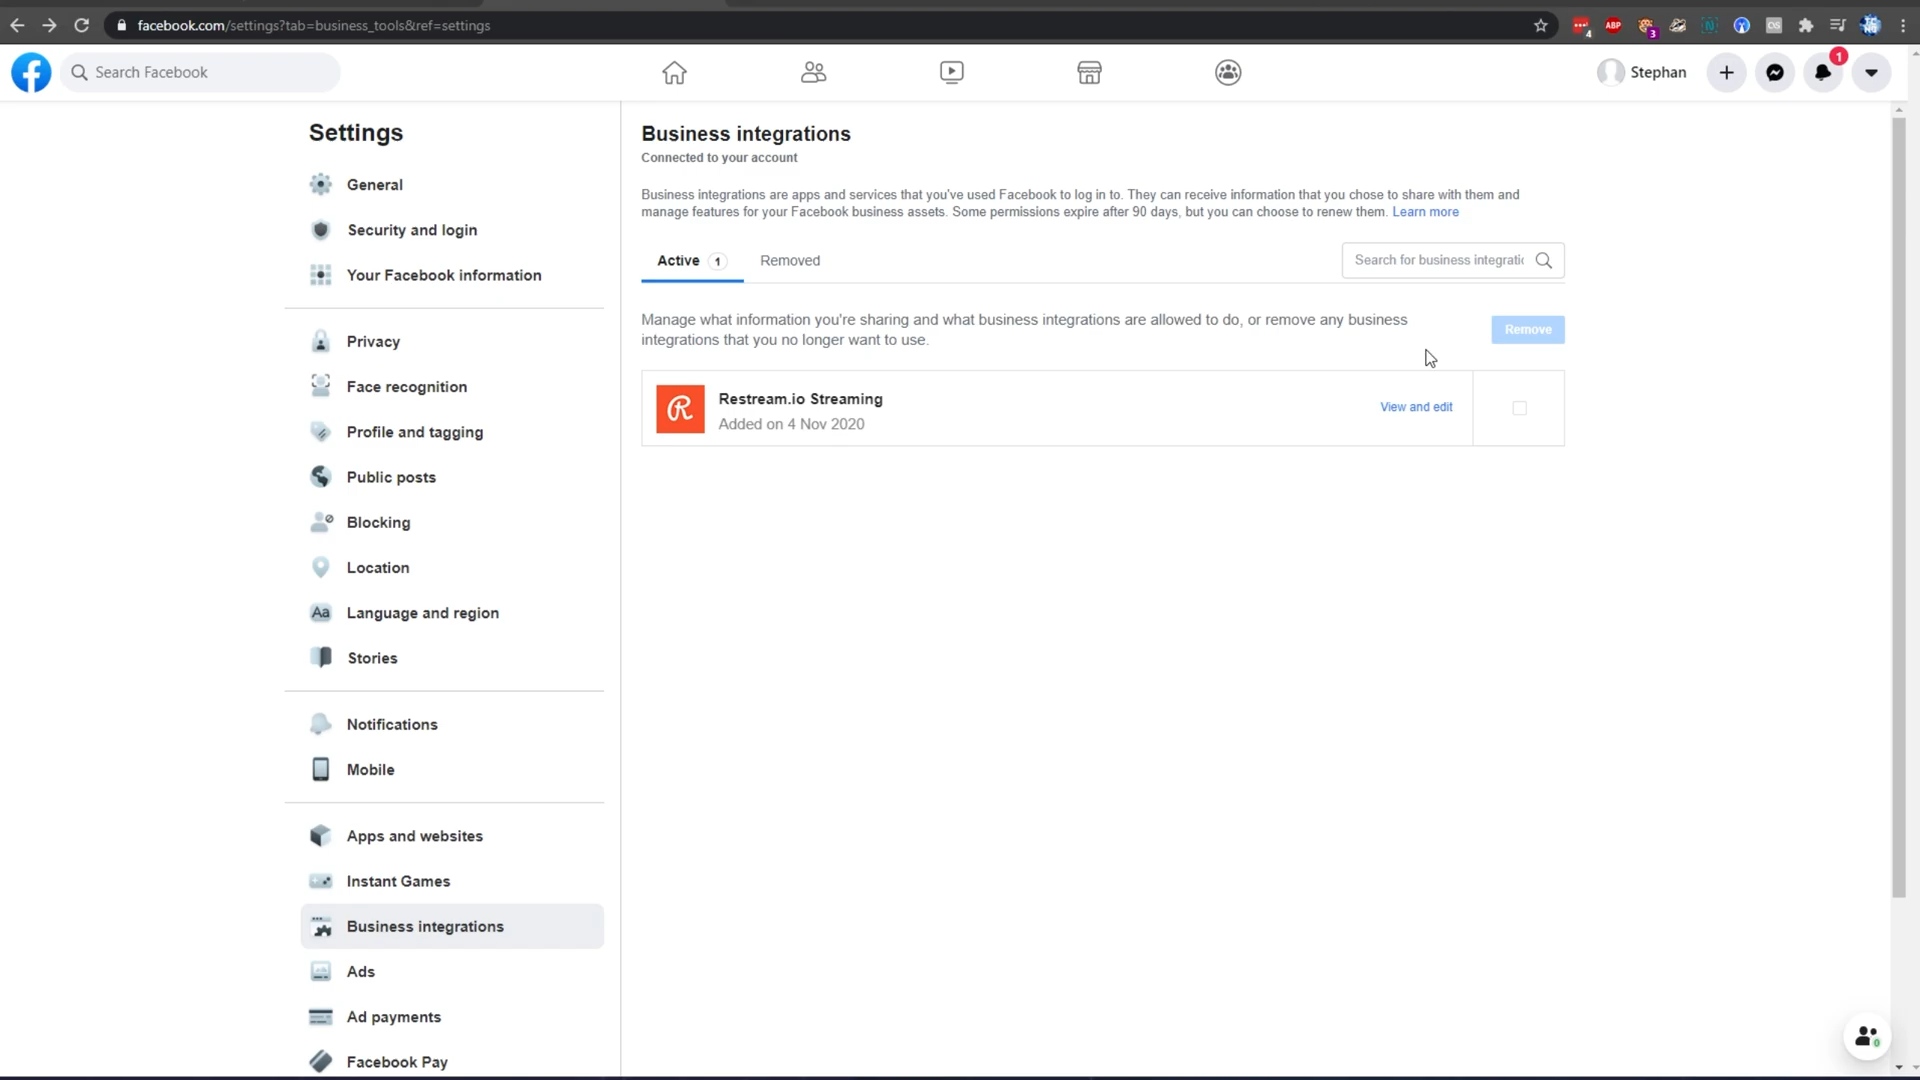 facebook.com/settings?tab=business_tools&ref=settings
4
ABP
3
Search Facebook
Stephan
1
Settings
General
Security and login
Your Facebook information
Privacy
Face recognition
Profile and tagging
Public posts
Blocking
Location
Aa Language and region
Stories
Notifications
Mobile
Apps and websites
Instant Games
Business integrations
Ads
Ad payments
Facebook Pay
Business integrations
Connected to your account
Business integrations are apps and services that you've used Facebook to log in to. They can receive information that you chose to share with them and
manage features for your Facebook business assets. Some permissions expire after 90 days, but you can choose to renew them. Learn more
Active 1 Removed
Search for business integratic
Manage what information you're sharing and what business integrations are allowed to do, or remove any business
integrations that you no longer want to use.
Remove
R
Restream.io Streaming
Added on 4 Nov 2020
View and edit
0